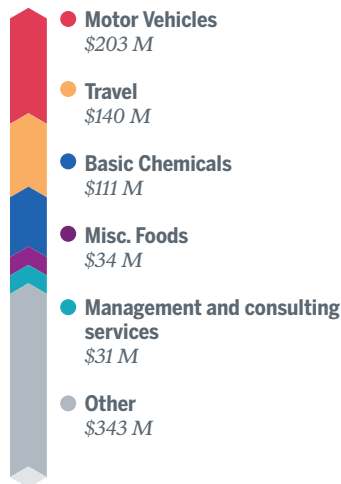 Motor Vehicles
$203 M
Travel
$140 M
Basic Chemicals
$111 M
Misc. Foods
$34 M
Management and consulting
services
$31 M
Other
$343 M